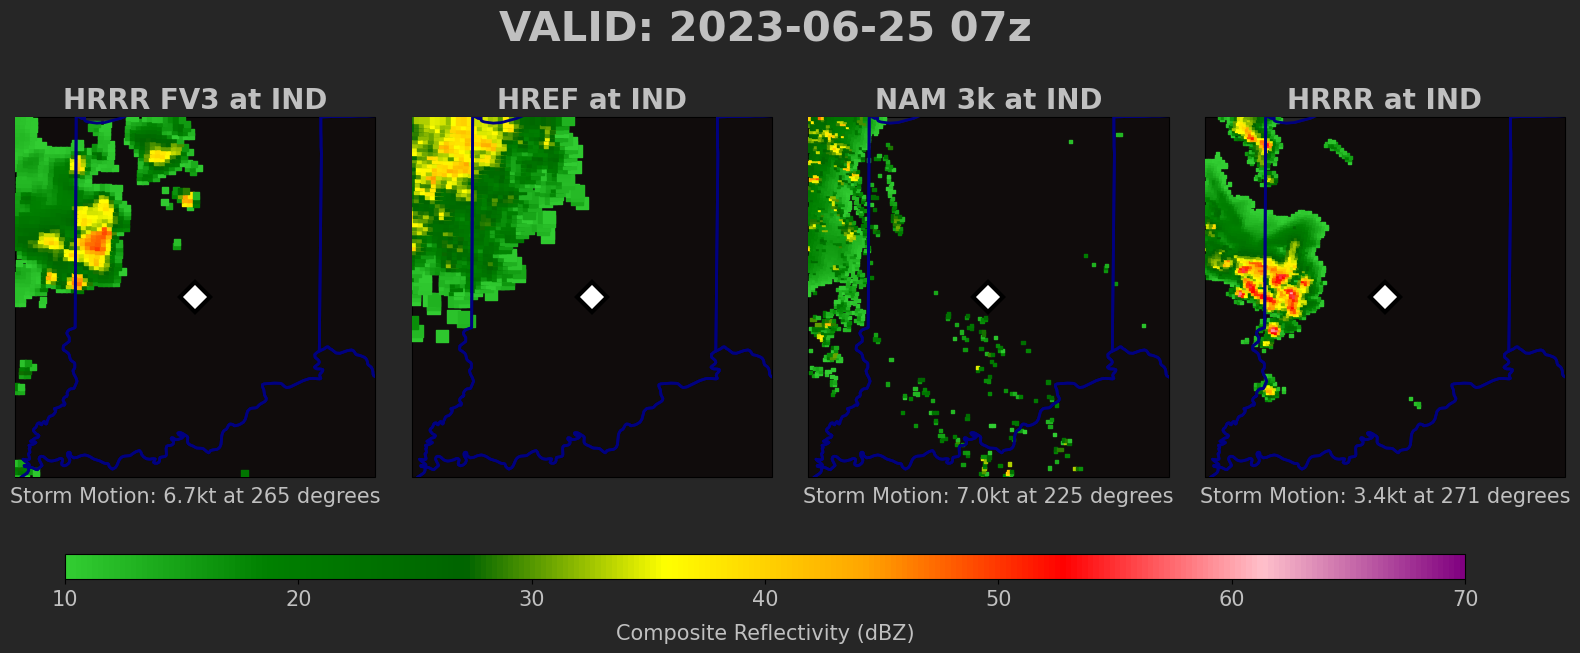 VALID: 2023-06-25 07z
HRRR FV3 at IND
HREF at IND
NAM 3k at IND
HRRR at IND
Storm Motion: 6.7kt at 265 degrees
Storm Motion: 7.0kt at 225 degrees
Storm Motion: 3.4kt at 271 degrees
10 20 30 40 50 60 70
Composite Reflectivity (dBZ)